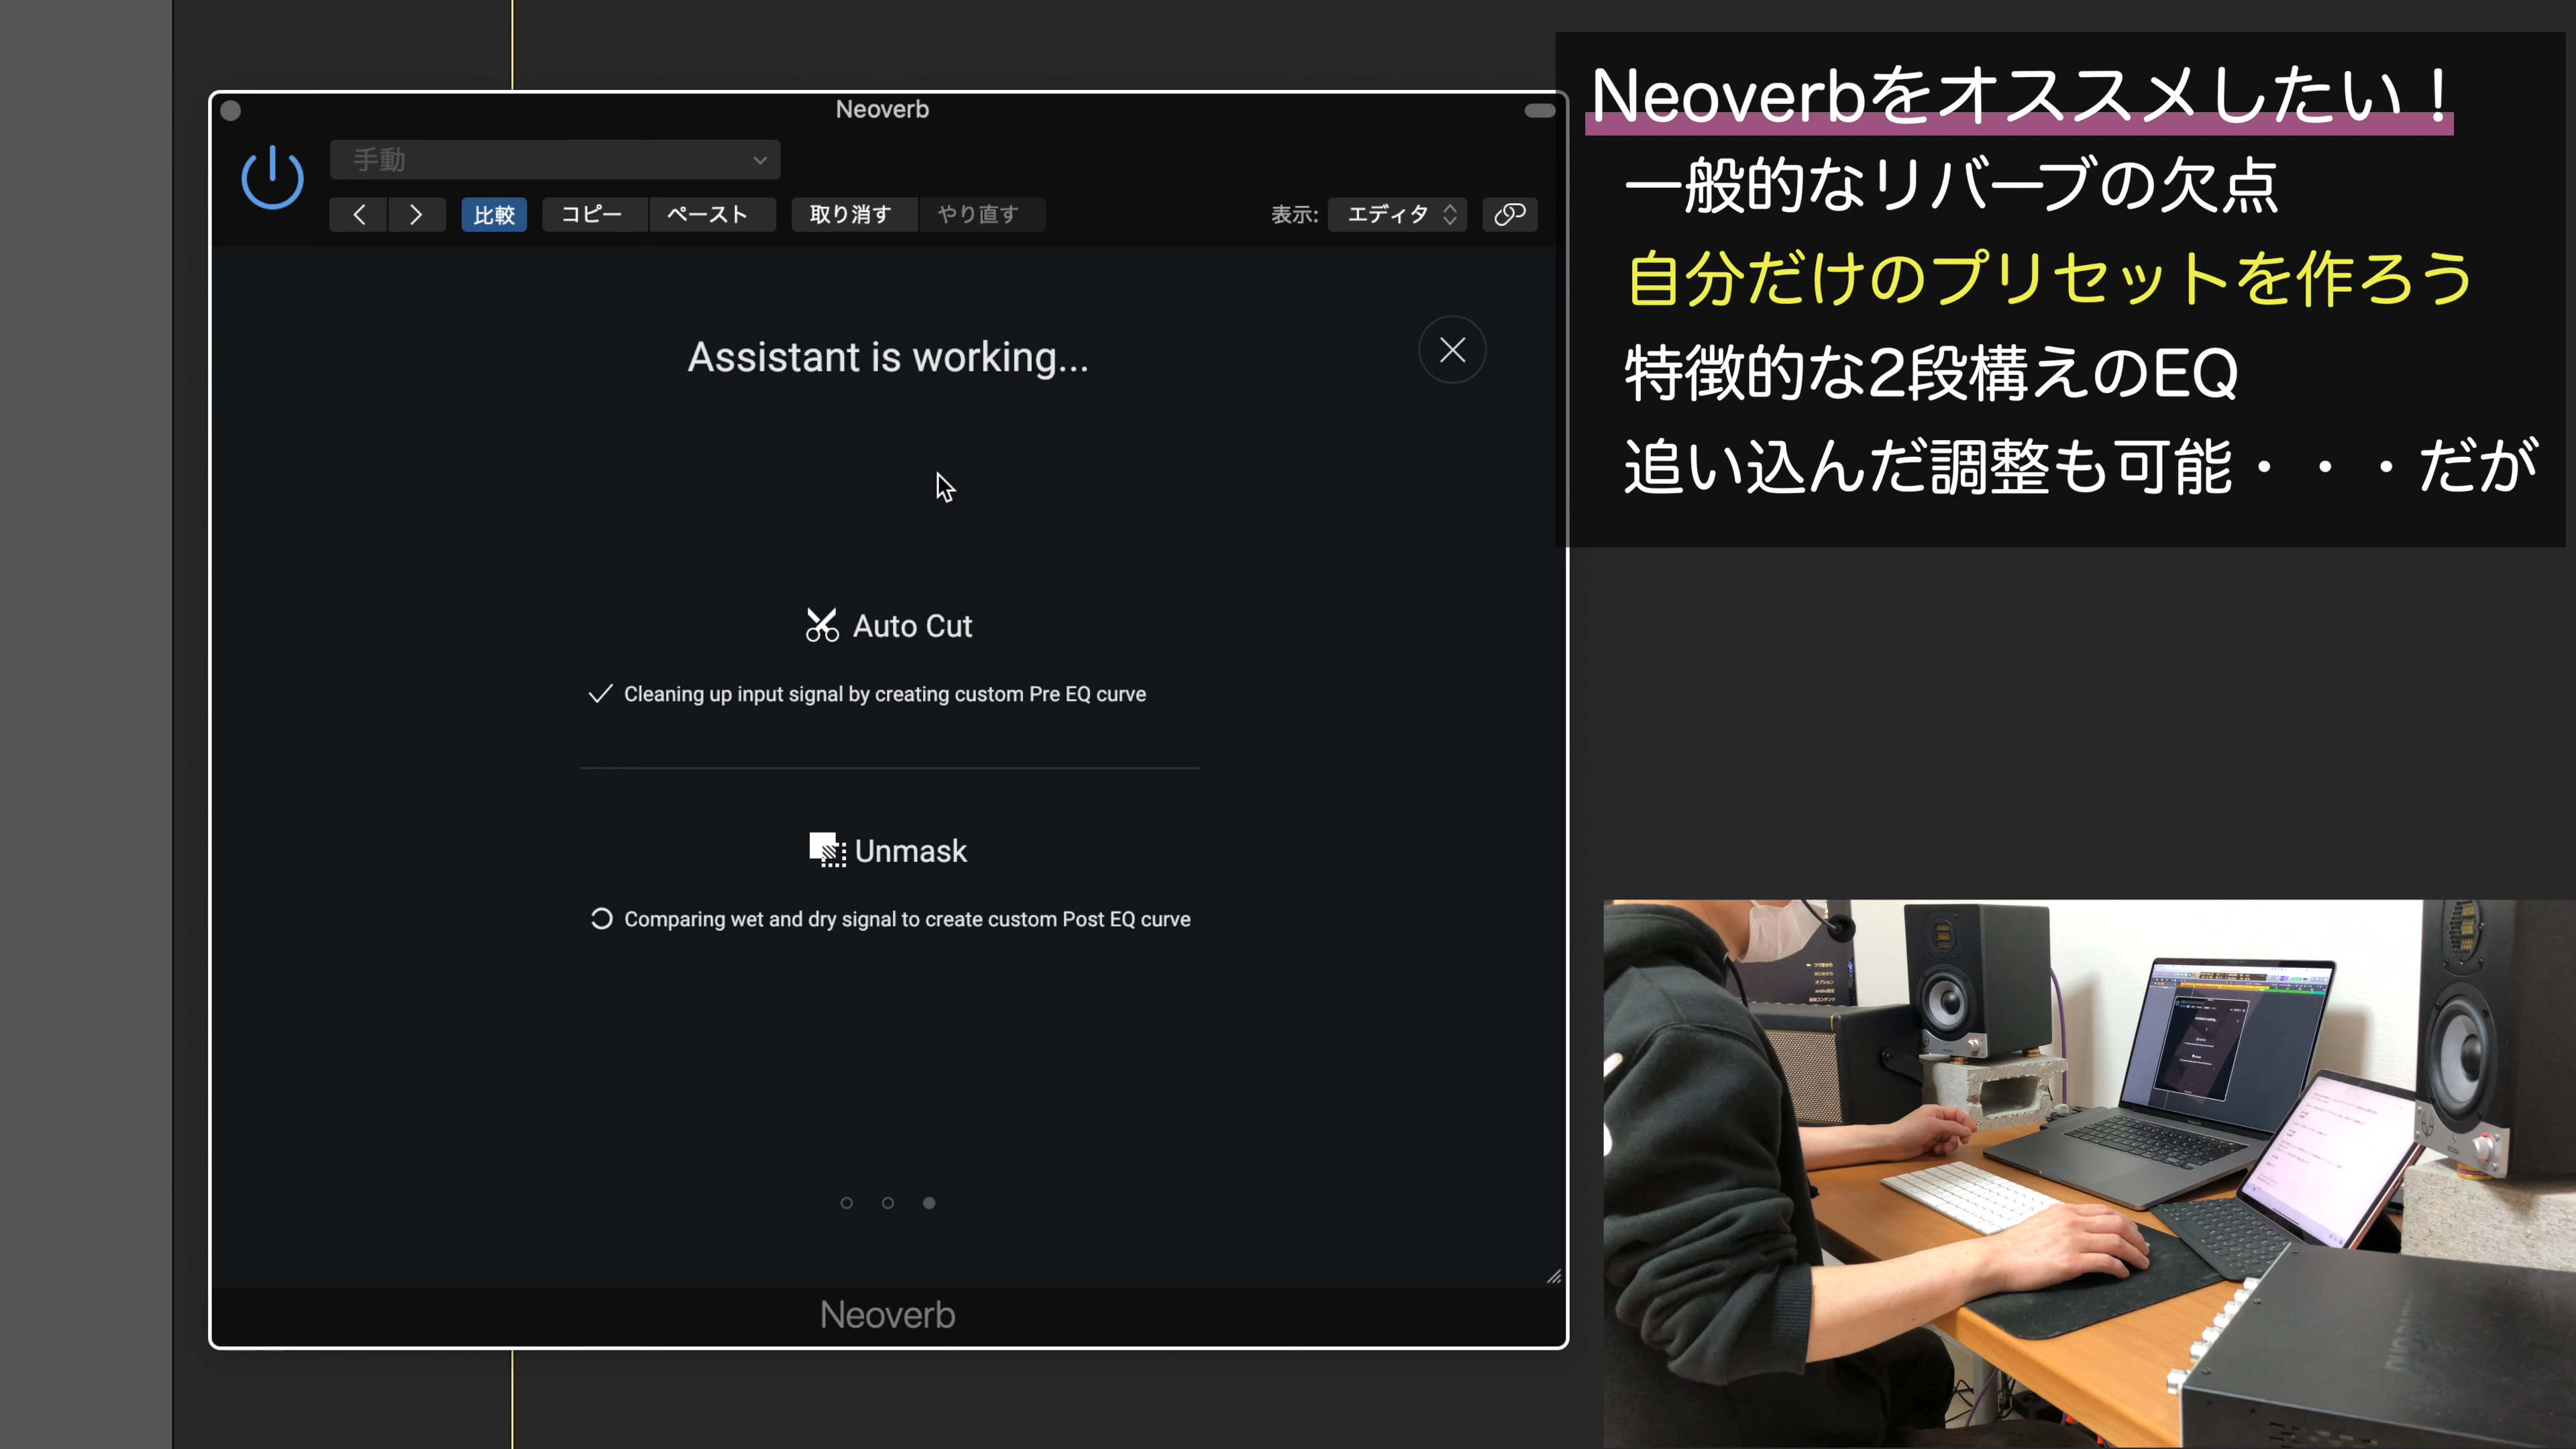 Neoverb
手動
比較 コピー ペースト 取り消す やり直す 表示: エディタ
Assistant is working...
Auto Cut
Cleaning up input signal by creating custom Pre EQ curve
Unmask
Comparing wet and dry signal to create custom Post EQ curve
Neoverb
Neoverbをオススメしたい！
一般的なリバーブの欠点
自分だけのプリセットを作ろう
特徴的な2段構えのEQ
追い込んだ調整も可能・・・だが